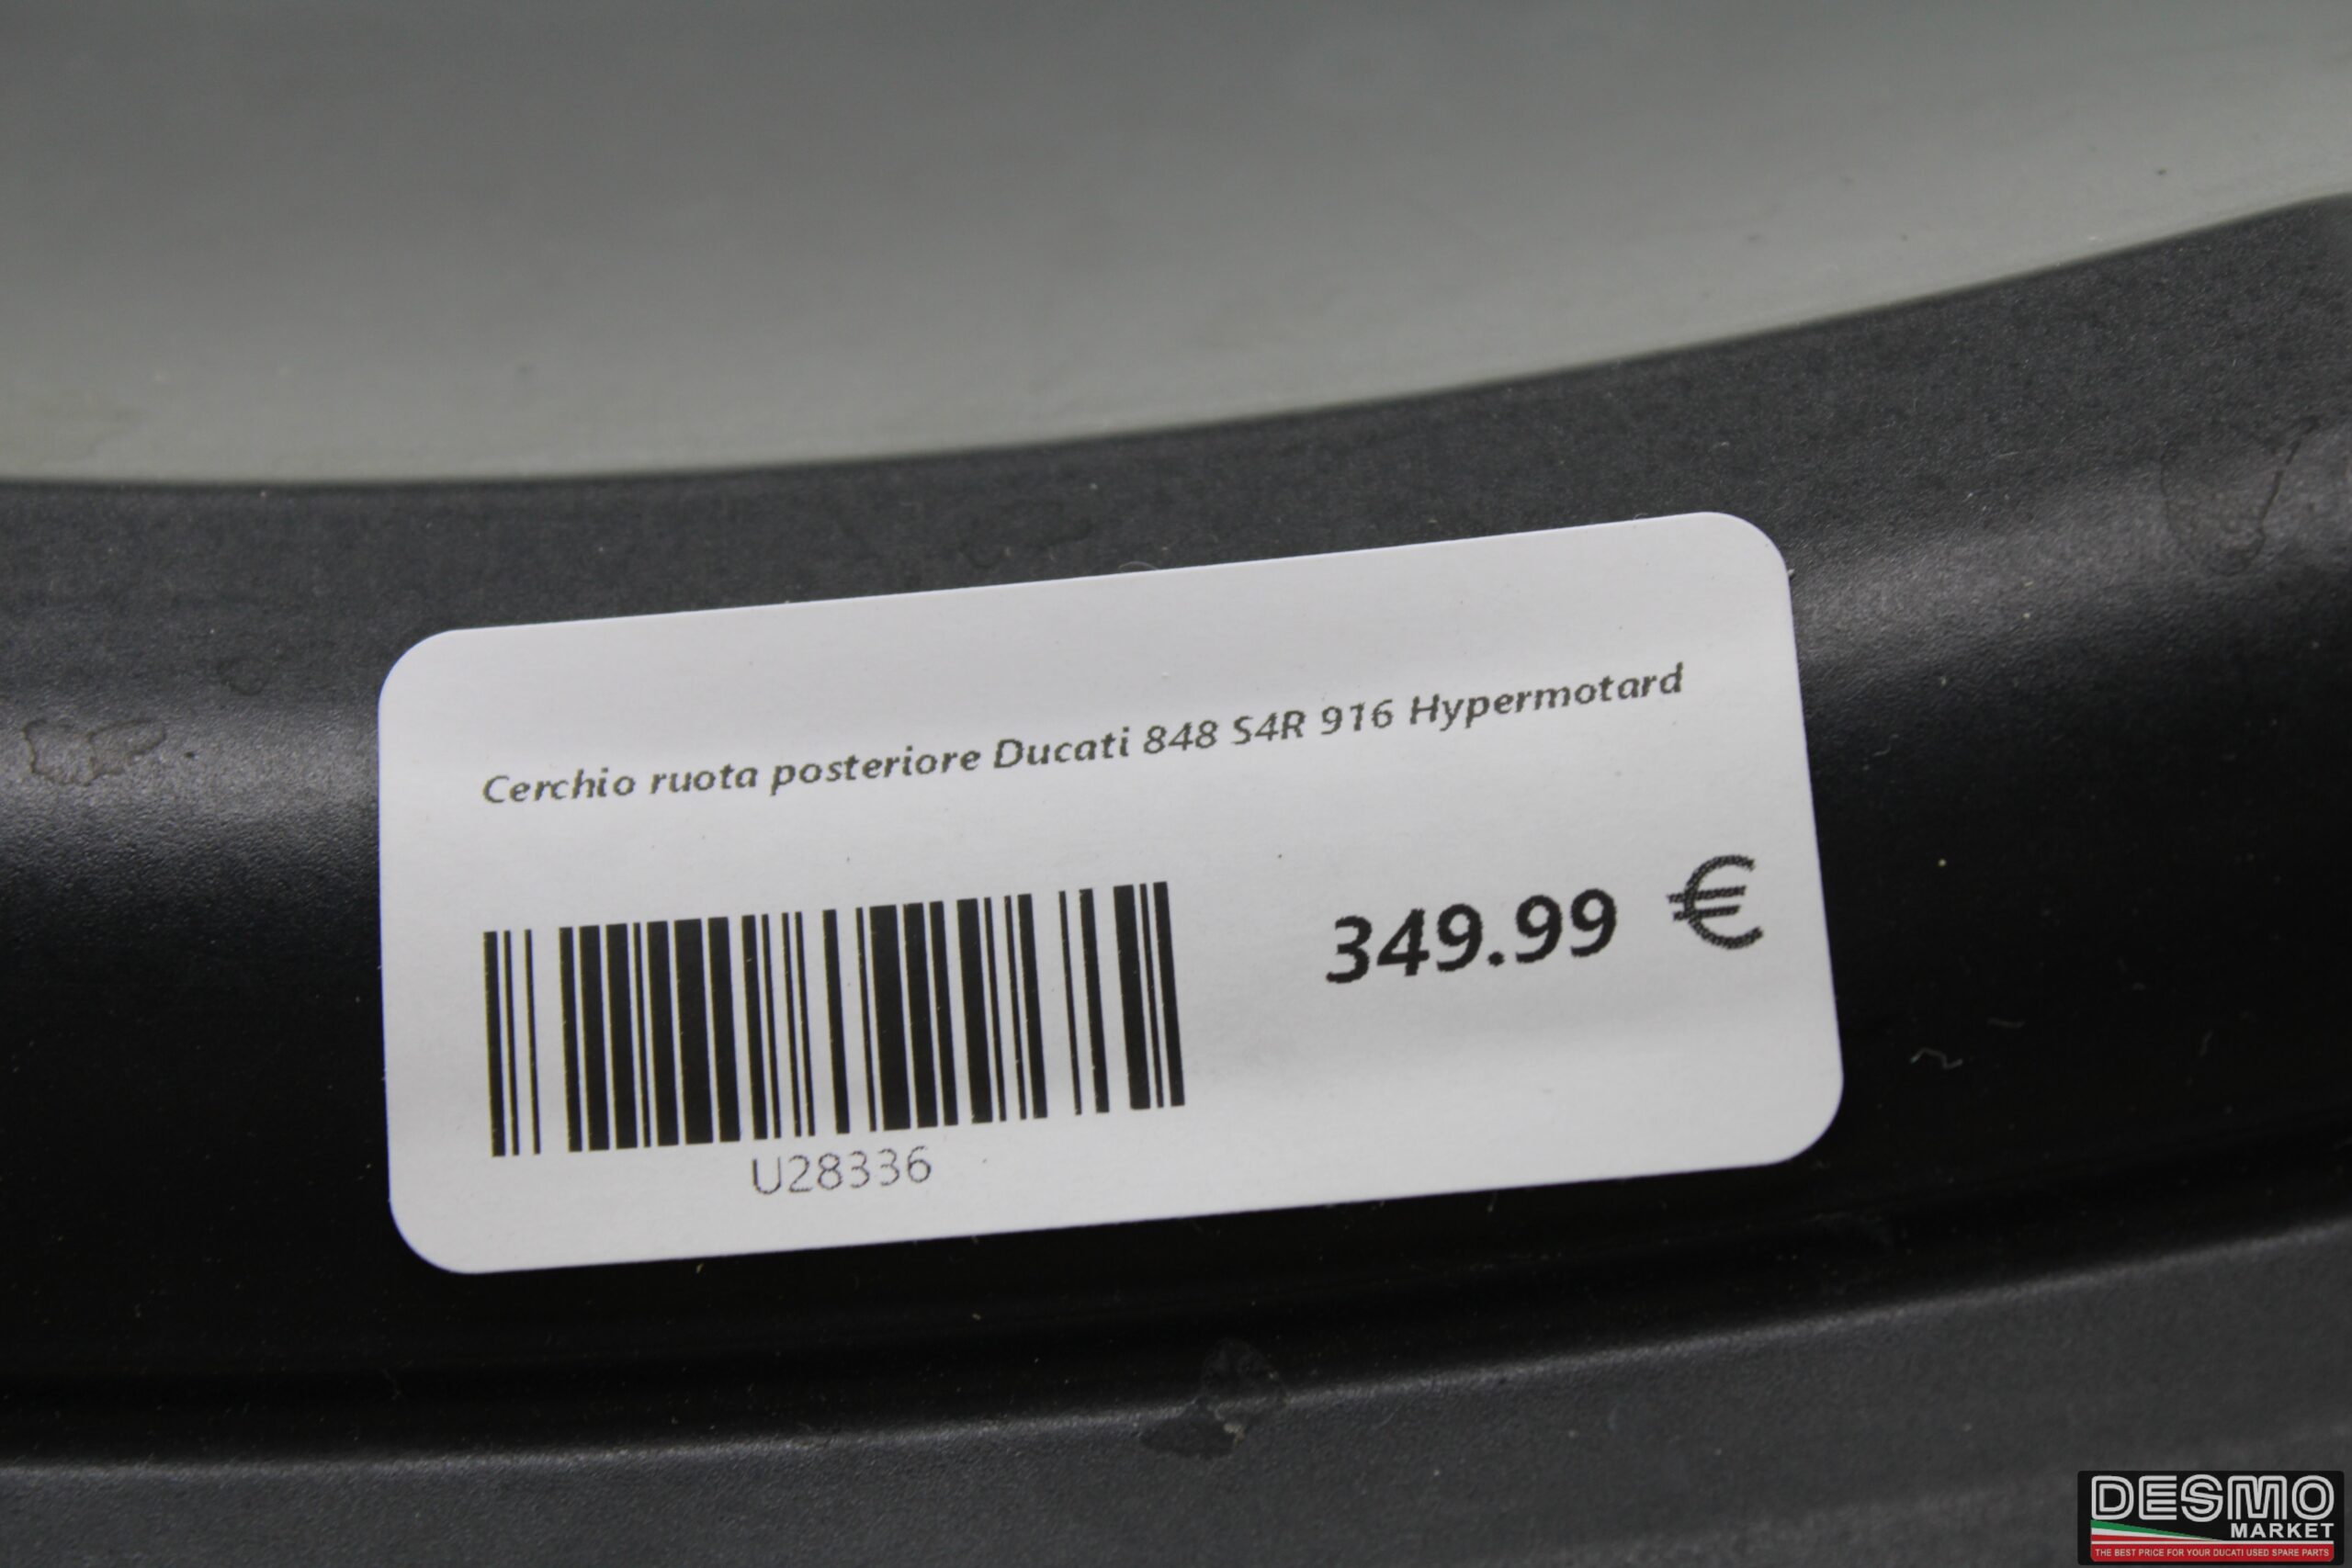 Cerchio ruota posteriore Ducati 848 S4R 916 Hypermotard
349.99 €
U28336
DESMO
MARKET
THE BEST PRICE FOR YOUR DUCATI USED SPARE PARTS